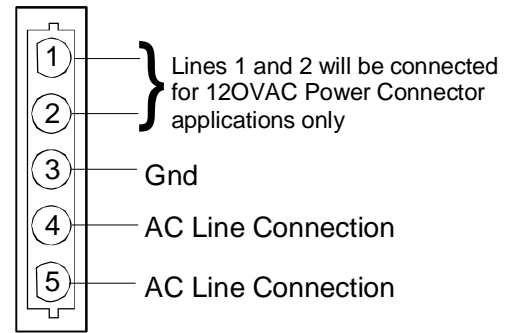 1
Lines 1 and 2 will be connected
for 12OVAC Power Connector
applications only
2
3 Gnd
4 AC Line Connection
5 AC Line Connection